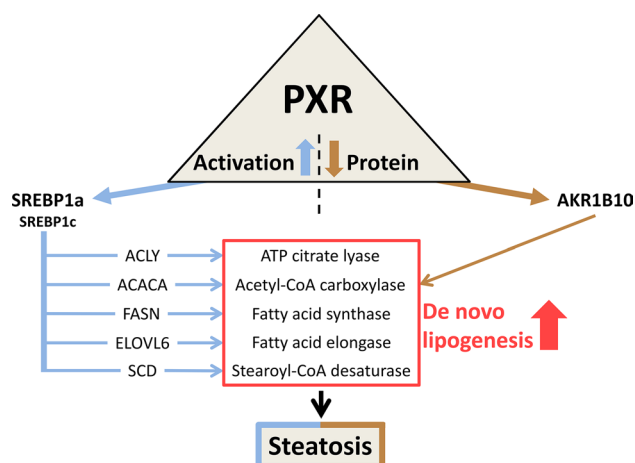 PXR
Activation Protein
SREBP1a
SREBP1c
AKR1B10
ACLY ATP citrate lyase
ACACA Acetyl-CoA carboxylase
FASN Fatty acid synthase
ELOVL6 Fatty acid elongase
SCD Stearoyl-CoA desaturase
De novo
lipogenesis
Steatosis